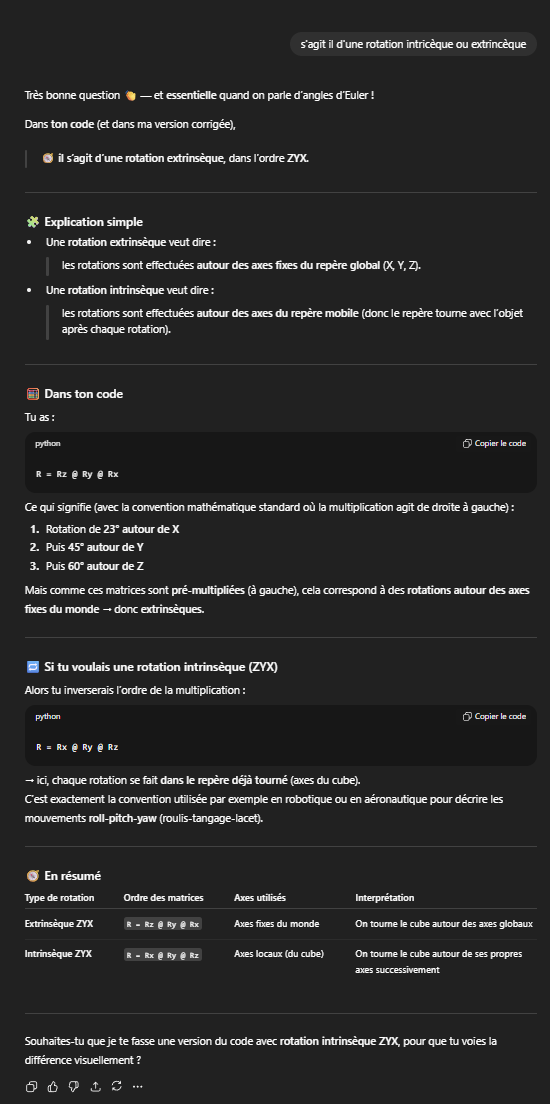 s'agit il d'une rotation intricèque ou extrincèque
Très bonne question 👏 — et essentielle quand on parle d'angles d'Euler !
Dans ton code (et dans ma version corrigée),
🧭 il s'agit d'une rotation extrinsèque, dans l'ordre ZYX.
🧩 Explication simple
• Une rotation extrinsèque veut dire :
les rotations sont effectuées autour des axes fixes du repère global (X, Y, Z).
• Une rotation intrinsèque veut dire :
les rotations sont effectuées autour des axes du repère mobile (donc le repère tourne avec l'objet
après chaque rotation).
🧮 Dans ton code
Tu as :
python
Copier le code
R = Rz @ Ry @ Rx
Ce qui signifie (avec la convention mathématique standard où la multiplication agit de droite à gauche) :
1. Rotation de 23° autour de X
2. Puis 45° autour de Y
3. Puis 60° autour de Z
Mais comme ces matrices sont pré-multipliées (à gauche), cela correspond à des rotations autour des axes
fixes du monde → donc extrinsèques.
🔁 Si tu voulais une rotation intrinsèque (ZYX)
Alors tu inverserais l'ordre de la multiplication :
python
Copier le code
R = Rx @ Ry @ Rz
→ ici, chaque rotation se fait dans le repère déjà tourné (axes du cube).
C'est exactement la convention utilisée par exemple en robotique ou en aéronautique pour décrire les
mouvements roll-pitch-yaw (roulis-tangage-lacet).
🧭 En résumé
Type de rotation Ordre des matrices Axes utilisés Interprétation
Extrinsèque ZYX R = Rz @ Ry @ Rx Axes fixes du monde On tourne le cube autour des axes globaux
Intrinsèque ZYX R = Rx @ Ry @ Rz Axes locaux (du cube) On tourne le cube autour de ses propres
axes successivement
Souhaites-tu que je te fasse une version du code avec rotation intrinsèque ZYX, pour que tu voies la
différence visuellement ?